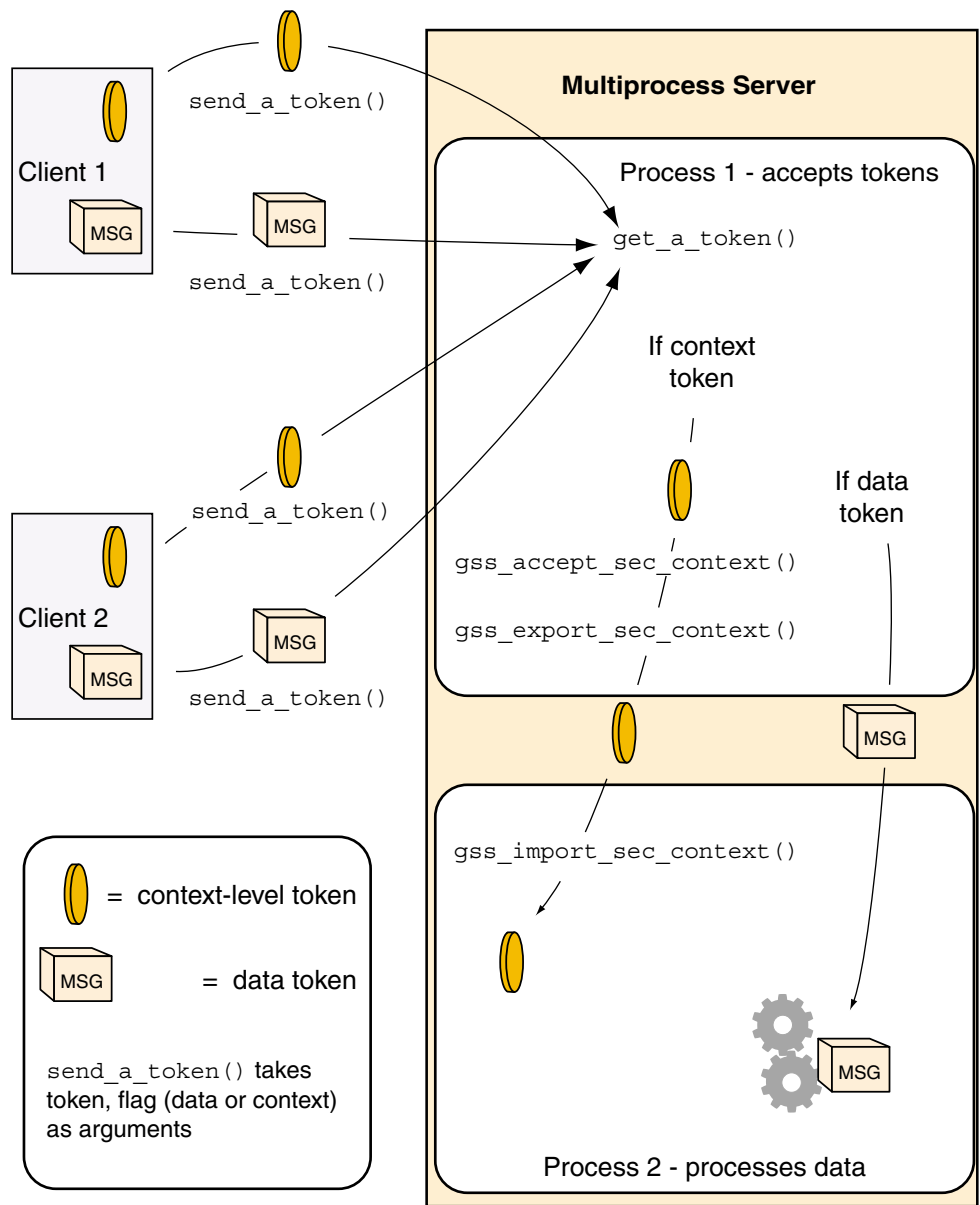 send_a_token()
Client 1
MSG
MSG
send_a_token()
send_a_token()
Client 2
MSG
MSG
send_a_token()
Multiprocess Server
Process 1 - accepts tokens
get_a_token()
If context
token
If data
token
gss_accept_sec_context()
gss_export_sec_context()
MSG
gss_import_sec_context()
MSG
Process 2 - processes data
= context-level token
MSG
= data token
send_a_token() takes
token, flag (data or context)
as arguments